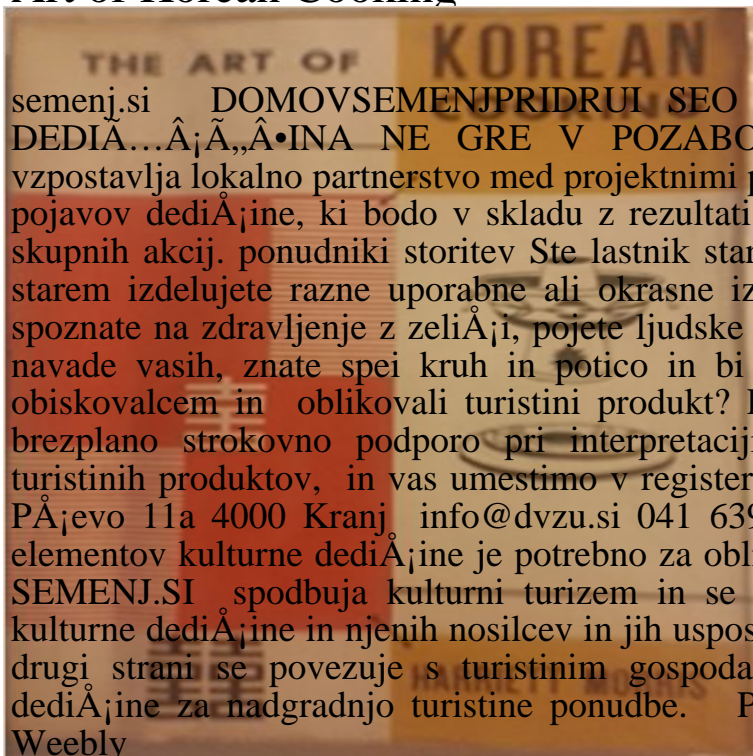 Art of Korean Cooking
THE ART OF KOREAN
COOKING
semenj.si DOMOVSEMENJPRIDRUI SEO
DEDIÃ…Â¡Ã„Â•INA NE GRE V POZABO
vzpostavlja lokalno partnerstvo med projektnimi
pojavov dediÅ¡ine, ki bodo v skladu z rezultati
skupnih akcij. ponudniki storitev Ste lastnik
starem izdelujete razne uporabne ali okrasne
spoznate na zdravljenje z zeliÅ¡i, pojete ljudske
navade vasih, znate spei kruh in potico in bi
obiskovalcem in oblikovali turistini produkt?
brezplano strokovno podporo pri interpretaciji
turistinih produktov, in vas umestimo v register
PÅ¡evo 11a 4000 Kranj info@dvzu.si 041 639
elementov kulturne dediÅ¡ine je potrebno za
SEMENJ.SI spodbuja kulturni turizem in se
kulturne dediÅ¡ine in njenih nosilcev in jih
drugi strani se povezuje s turistinim
HARRIETT MORRIS
dediÅ¡ine za nadgradnjo turistine ponudbe.
Weebly